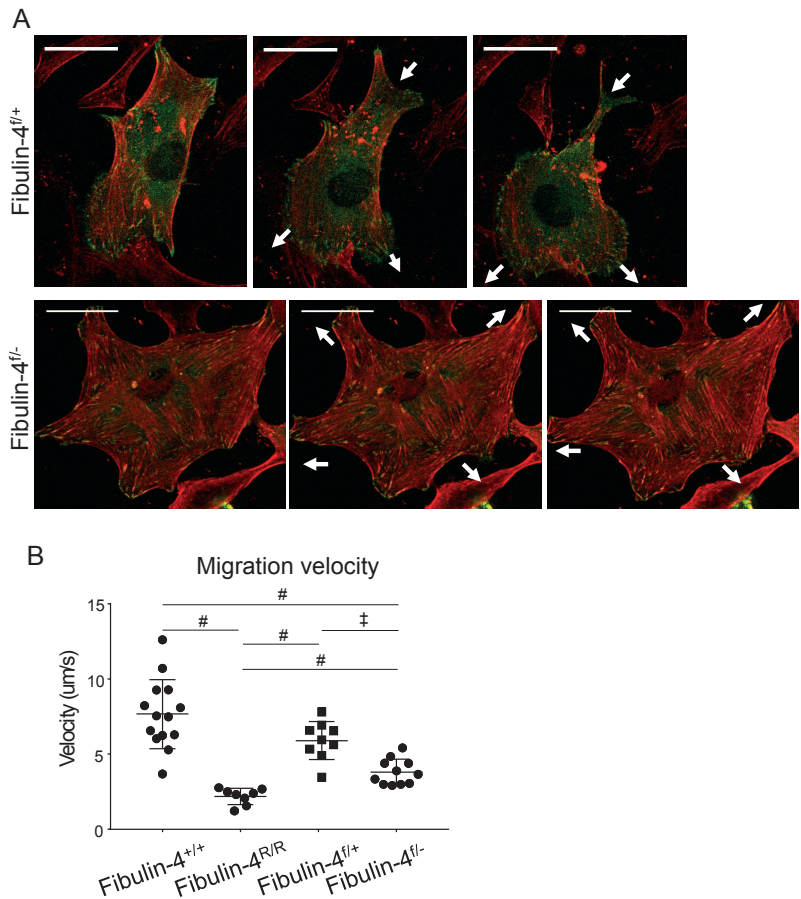 A
Fibulin-4f/+
Fibulin-4f/-
B
Migration velocity
#
‡
#
#
#
15
10
5
0
Velocity (um/s)
Fibulin-4+/+
Fibulin-4R/R
Fibulin-4f/+
Fibulin-4f/-